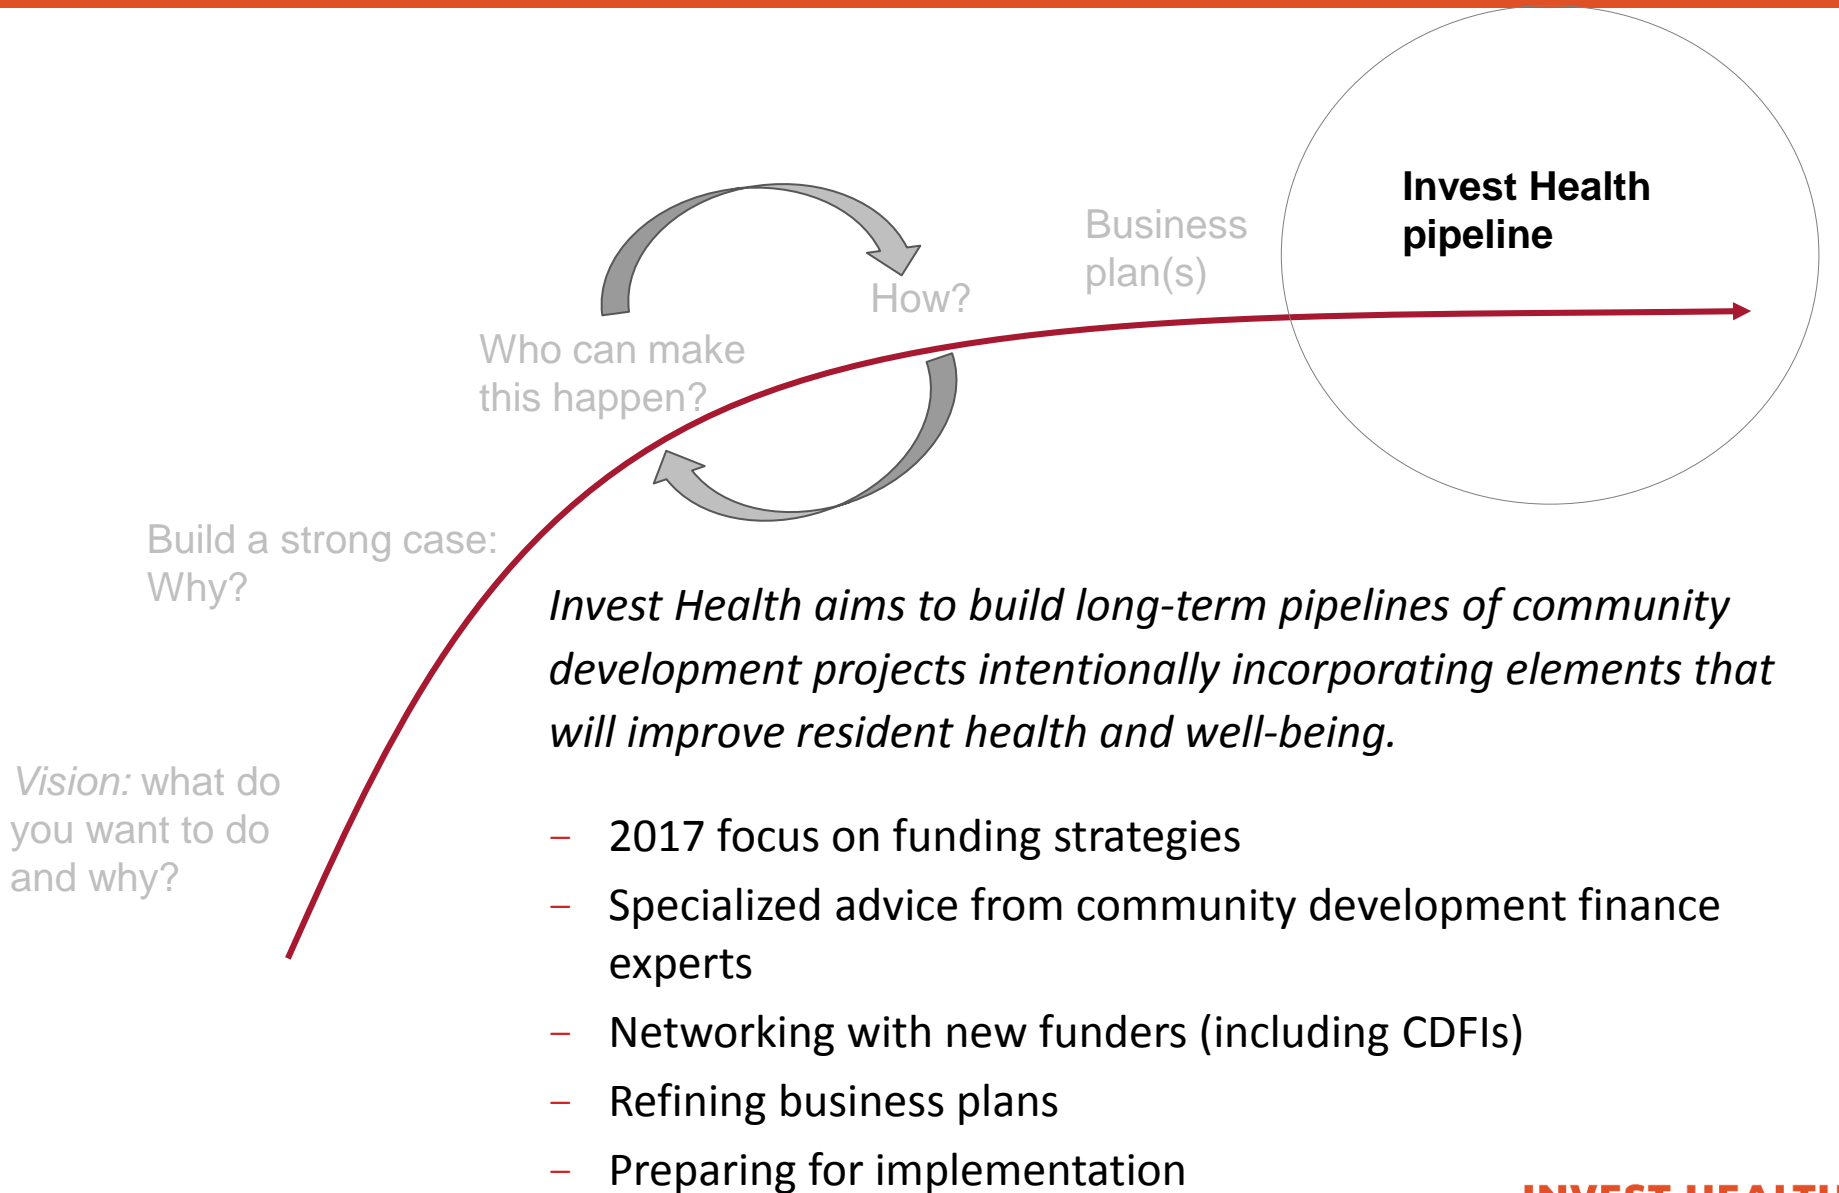 Invest Health
pipeline
Business
plan(s)
How?
Who can make
this happen?
Build a strong case:
Why?
Vision: what do
you want to do
and why?
Invest Health aims to build long-term pipelines of community
development projects intentionally incorporating elements that
will improve resident health and well-being.
– 2017 focus on funding strategies
– Specialized advice from community development finance
experts
– Networking with new funders (including CDFIs)
– Refining business plans
– Preparing for implementation
INVEST HEALTH